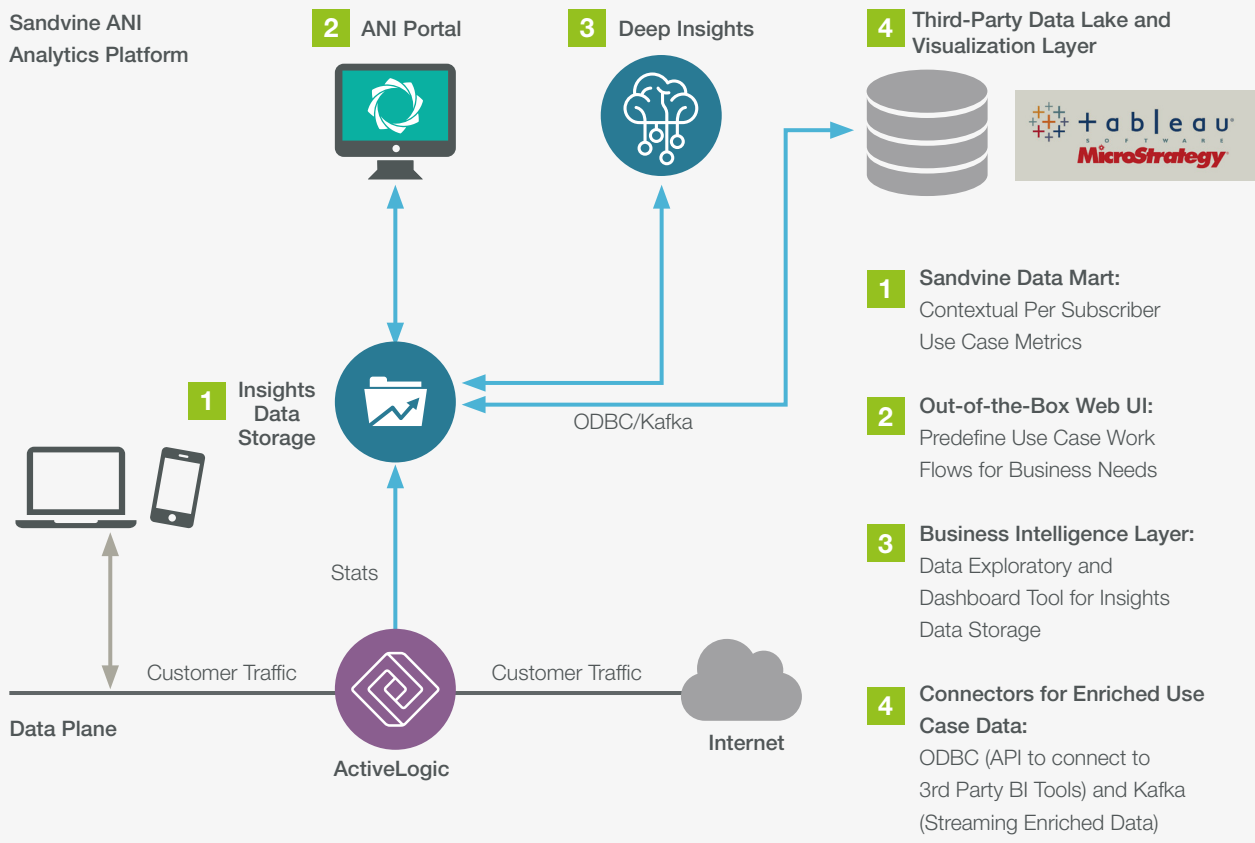 Sandvine ANI
Analytics Platform
2 ANI Portal
3 Deep Insights
4 Third-Party Data Lake and
Visualization Layer
+ableau
SOFTWARE
MicroStrategy
1 Insights
Data
Storage
ODBC/Kafka
Stats
Customer Traffic
Customer Traffic
Data Plane
ActiveLogic
Internet
1 Sandvine Data Mart:
Contextual Per Subscriber
Use Case Metrics
2 Out-of-the-Box Web UI:
Predefine Use Case Work
Flows for Business Needs
3 Business Intelligence Layer:
Data Exploratory and
Dashboard Tool for Insights
Data Storage
4 Connectors for Enriched Use
Case Data:
ODBC (API to connect to
3rd Party BI Tools) and Kafka
(Streaming Enriched Data)